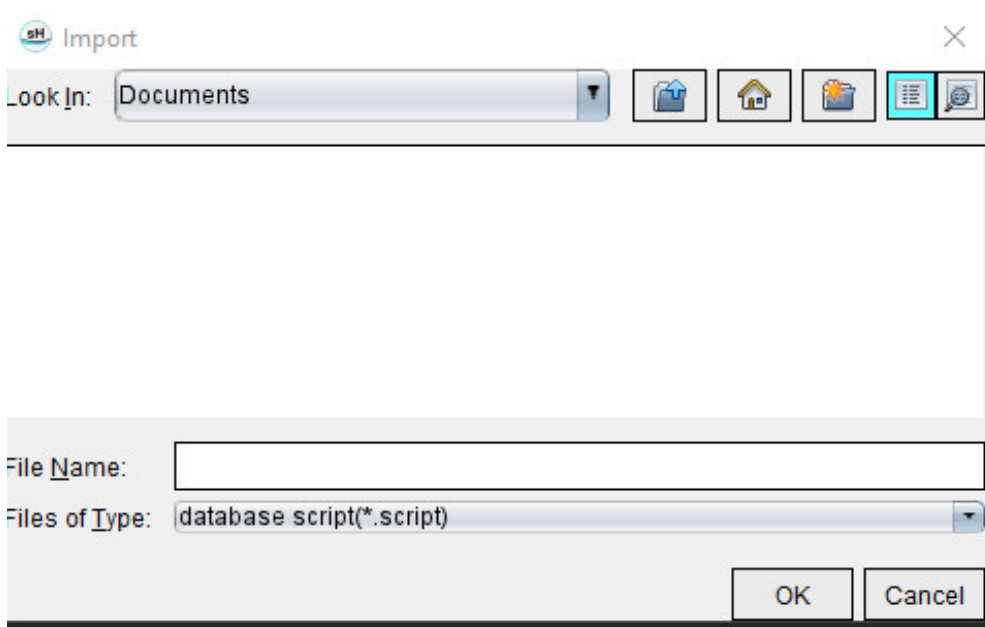 sH Import
Look In: Documents
File Name:
Files of Type: database script(*.script)
OK Cancel